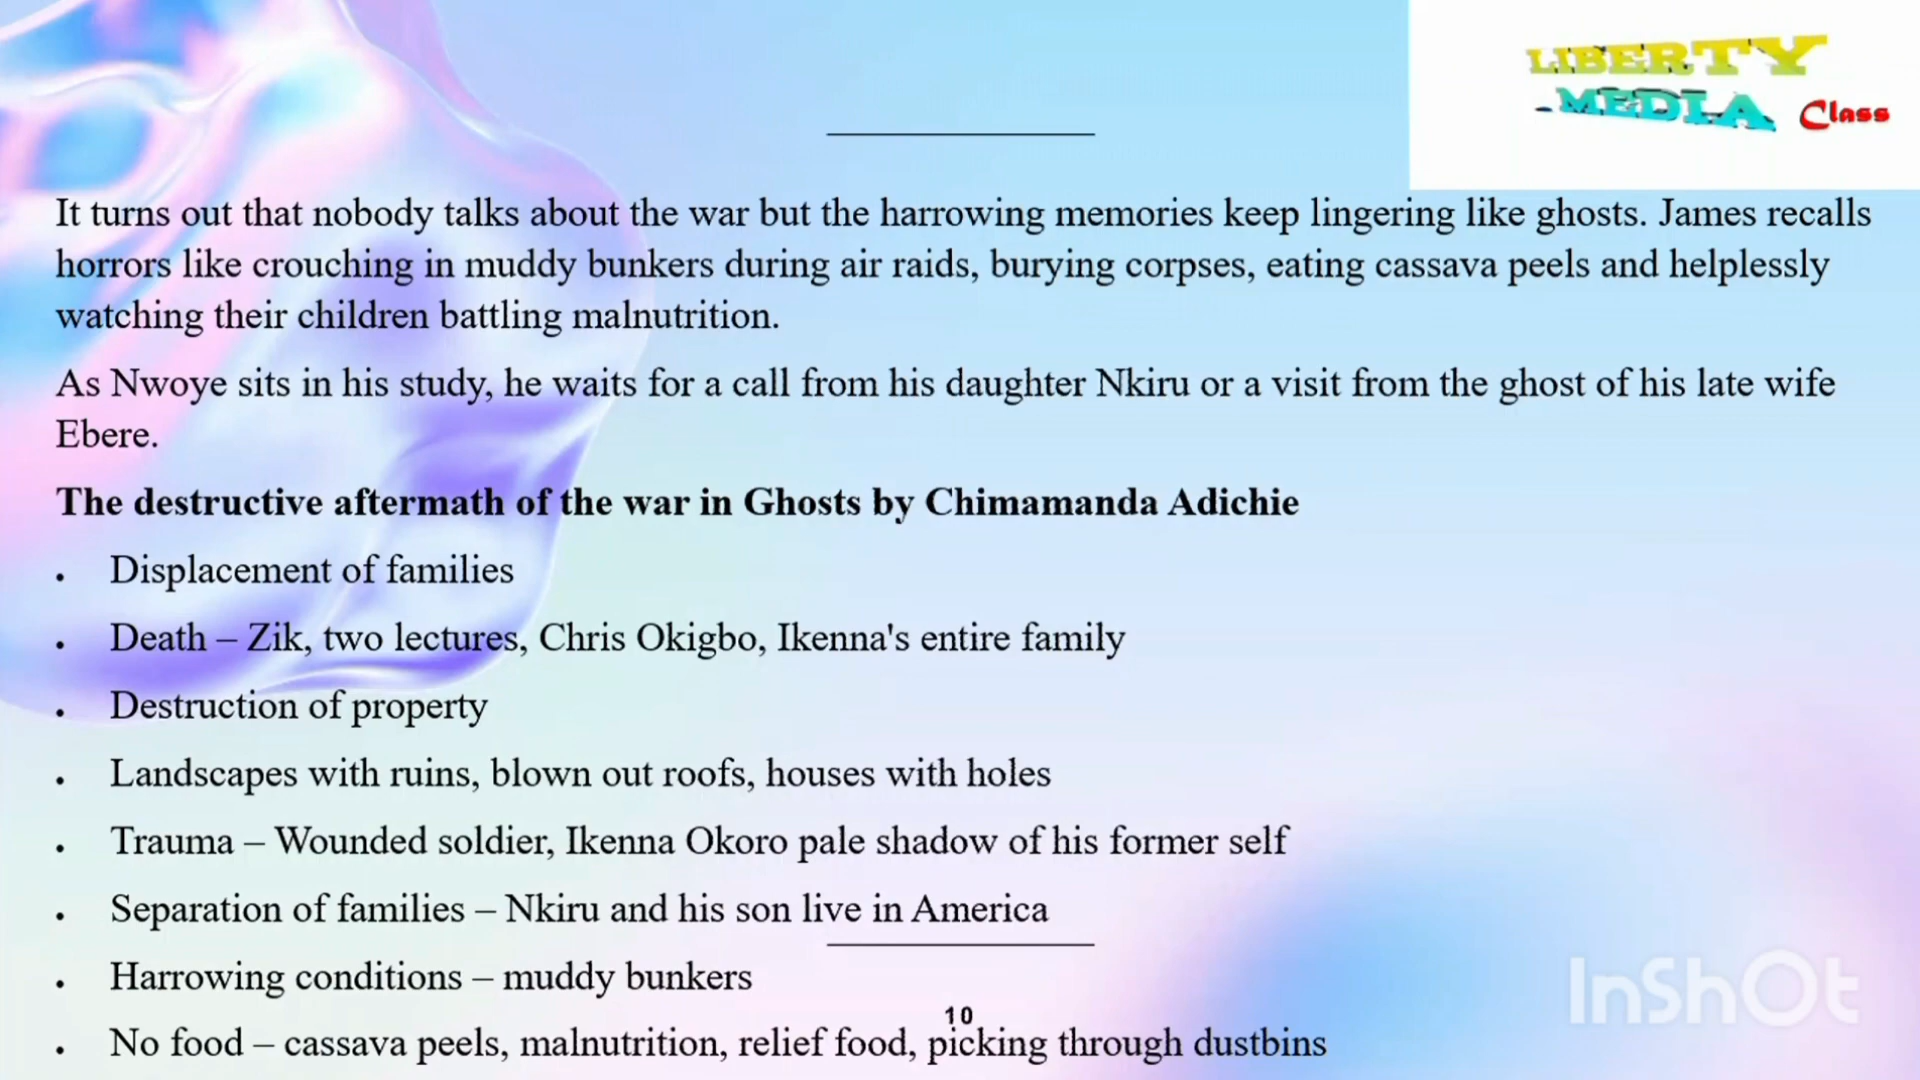 LIBERTY
MEDIA Class
It turns out that nobody talks about the war but the harrowing memories keep lingering like ghosts. James recalls
horrors like crouching in muddy bunkers during air raids, burying corpses, eating cassava peels and helplessly
watching their children battling malnutrition.
As Nwoye sits in his study, he waits for a call from his daughter Nkiru or a visit from the ghost of his late wife
Ebere.
The destructive aftermath of the war in Ghosts by Chimamanda Adichie
• Displacement of families
• Death – Zik, two lectures, Chris Okigbo, Ikenna's entire family
• Destruction of property
• Landscapes with ruins, blown out roofs, houses with holes
• Trauma – Wounded soldier, Ikenna Okoro pale shadow of his former self
• Separation of families – Nkiru and his son live in America
• Harrowing conditions – muddy bunkers
10
• No food – cassava peels, malnutrition, relief food, picking through dustbins
InShOt